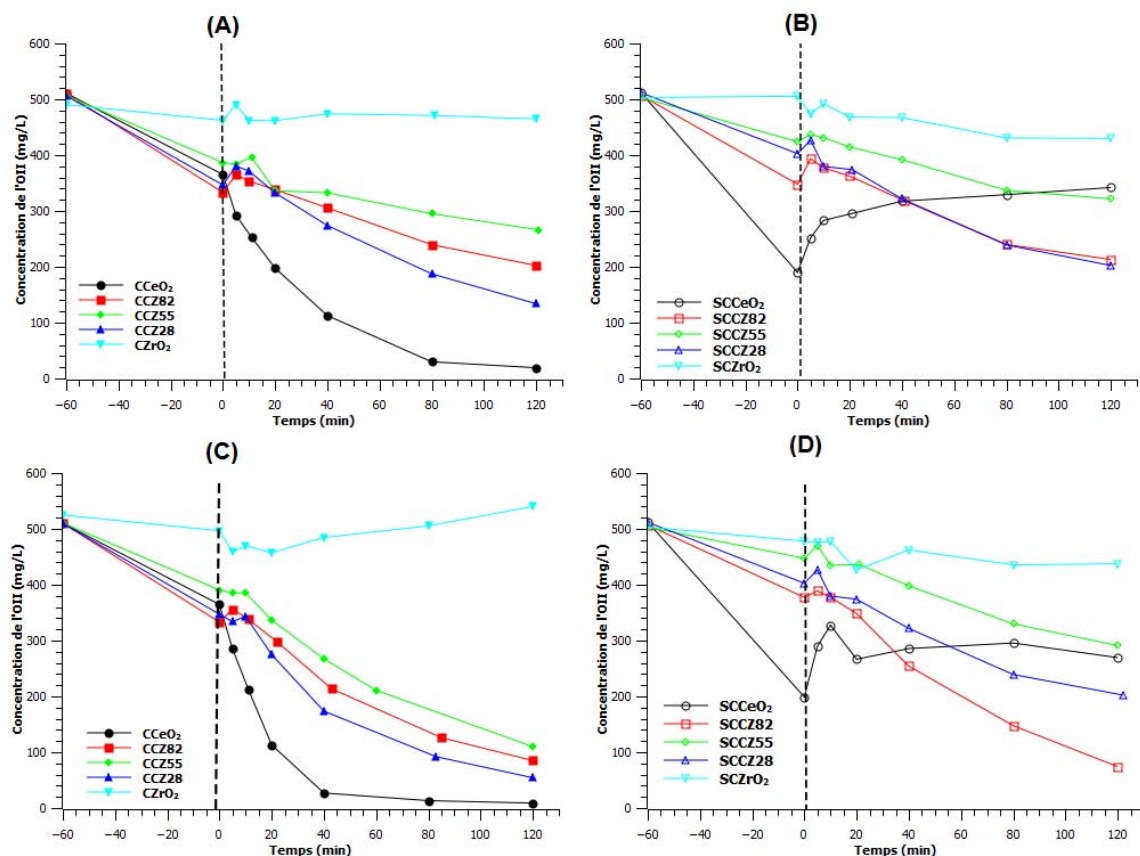 (A)
600
500
400
300
200
100
0
Concentration de l'OII (mg/L)
CCeO₂
CCZ82
CCZ55
CCZ28
CZrO₂
−60 −40 −20 0 20 40 60 80 100 120
Temps (min)
(B)
600
500
400
300
200
100
0
Concentration de l'OII (mg/L)
SCCeO₂
SCCZ82
SCCZ55
SCCZ28
SCZrO₂
−60 −40 −20 0 20 40 60 80 100 120
Temps (min)
(C)
600
500
400
300
200
100
0
Concentration de l'OII (mg/L)
CCeO₂
CCZ82
CCZ55
CCZ28
CZrO₂
−60 −40 −20 0 20 40 60 80 100 120
Temps (min)
(D)
600
500
400
300
200
100
0
Concentration de l'OII (mg/L)
SCCeO₂
SCCZ82
SCCZ55
SCCZ28
SCZrO₂
−60 −40 −20 0 20 40 60 80 100 120
Temps (min)